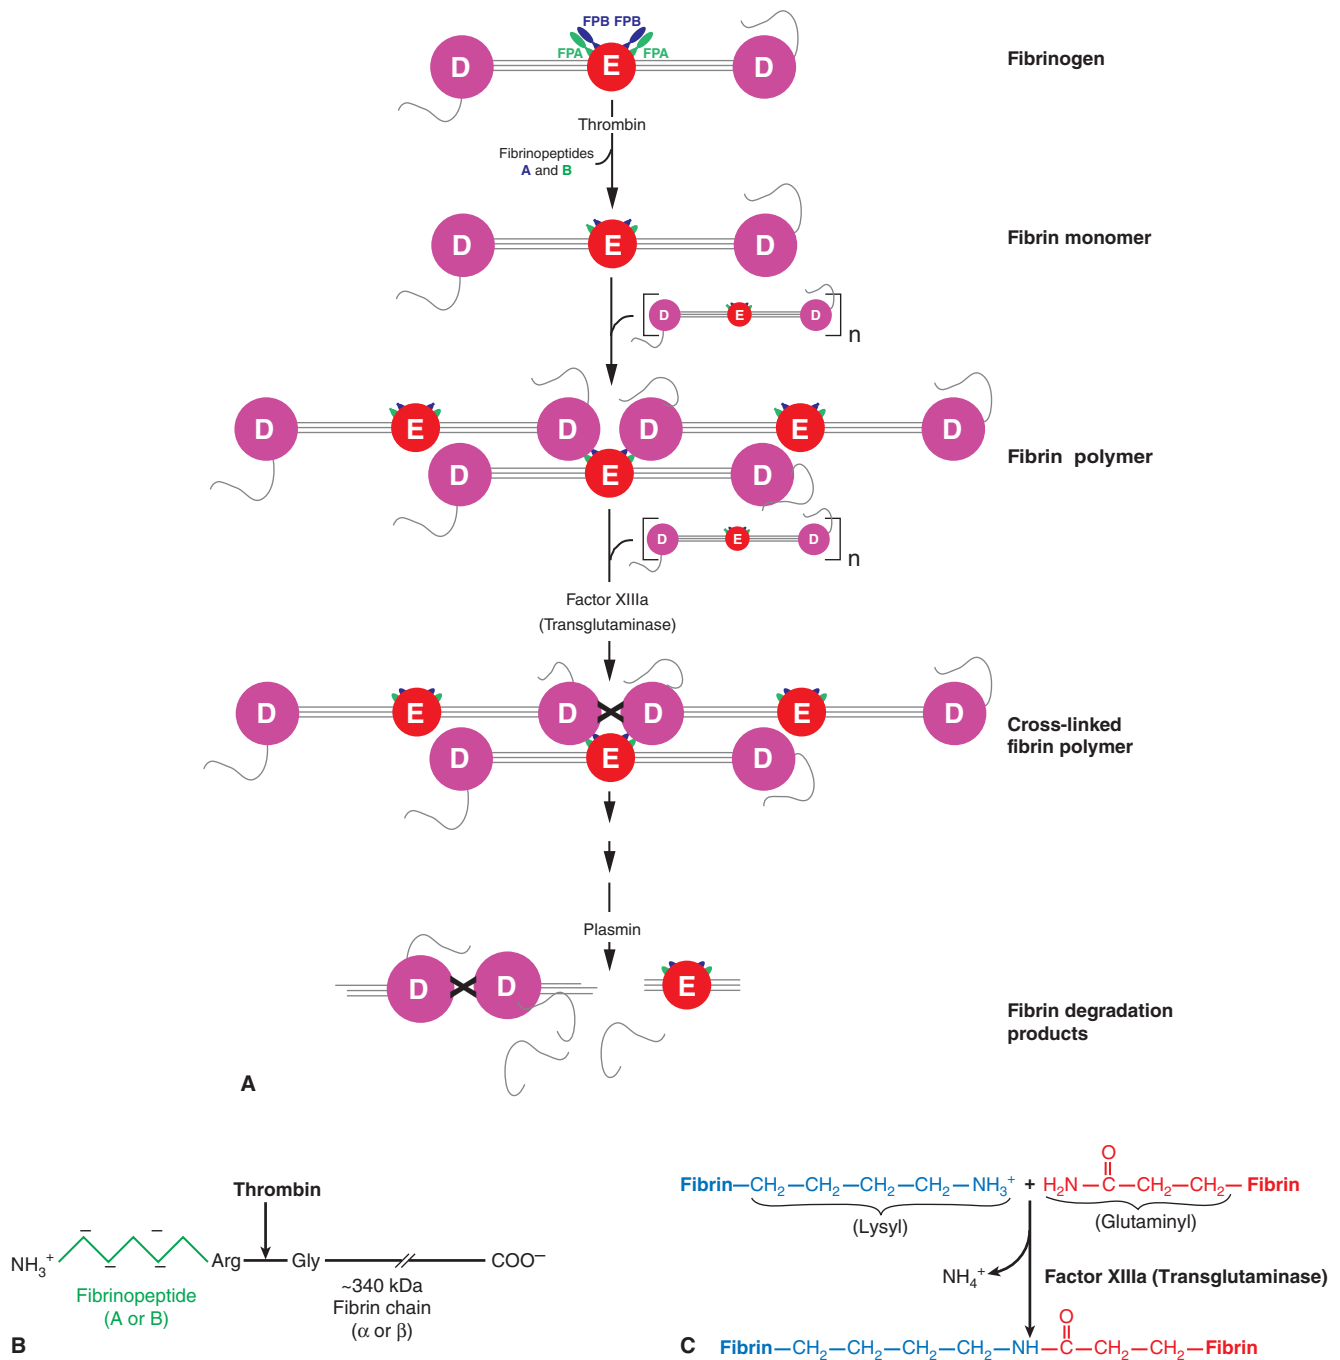 FPB FPB
FPA
FPA
D
E
D
Fibrinogen
Thrombin
Fibrinopeptides
A and B
D
E
D
Fibrin monomer
D
E
D
n
D
E
D
D
E
D
D
E
D
Fibrin polymer
D
E
D
n
Factor XIIIa
(Transglutaminase)
D
E
D
D
E
D
D
E
D
Cross-linked
fibrin polymer
Plasmin
D
D
E
Fibrin degradation
products
A
Thrombin
NH₃⁺
– – – –
Arg
Gly
COO⁻
Fibrinopeptide
(A or B)
~340 kDa
Fibrin chain
(α or β)
B
O
Fibrin—CH₂—CH₂—CH₂—CH₂—NH₃⁺ + H₂N—C—CH₂—CH₂—Fibrin
(Lysyl)
(Glutaminyl)
NH₄⁺
Factor XIIIa (Transglutaminase)
O
Fibrin—CH₂—CH₂—CH₂—CH₂—NH—C—CH₂—CH₂—Fibrin
C